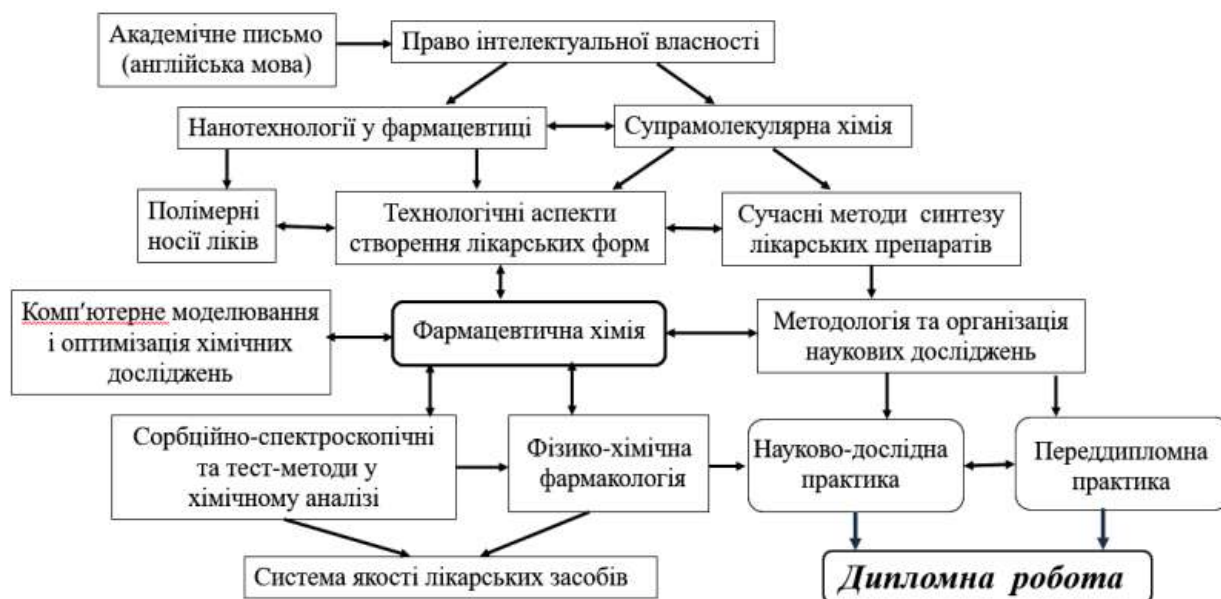 Академічне письмо
(англійська мова)
Право інтелектуальної власності
Нанотехнології у фармацевтиці
Супрамолекулярна хімія
Полімерні
носії ліків
Технологічні аспекти
створення лікарських форм
Сучасні методи синтезу
лікарських препаратів
Комп'ютерне моделювання
і оптимізація хімічних
досліджень
Фармацевтична хімія
Методологія та організація
наукових досліджень
Сорбційно-спектроскопічні
та тест-методи у
хімічному аналізі
Фізико-хімічна
фармакологія
Науково-дослідна
практика
Переддипломна
практика
Система якості лікарських засобів
Дипломна робота